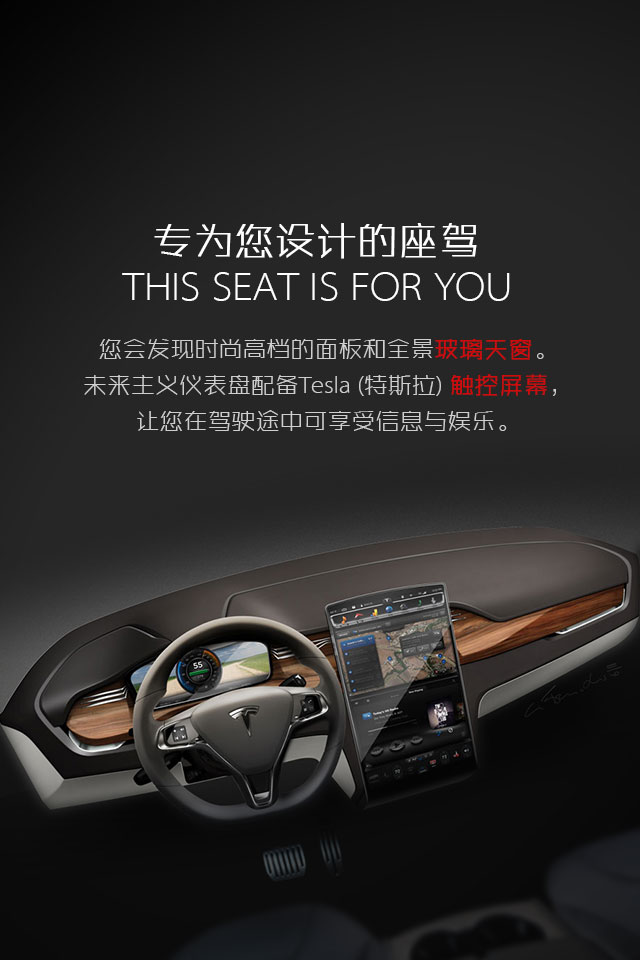 专为您设计的座驾
THIS SEAT IS FOR YOU
您会发现时尚高档的面板和全景玻璃天窗。
未来主义仪表盘配备Tesla (特斯拉) 触控屏幕，
让您在驾驶途中可享受信息与娱乐。
55